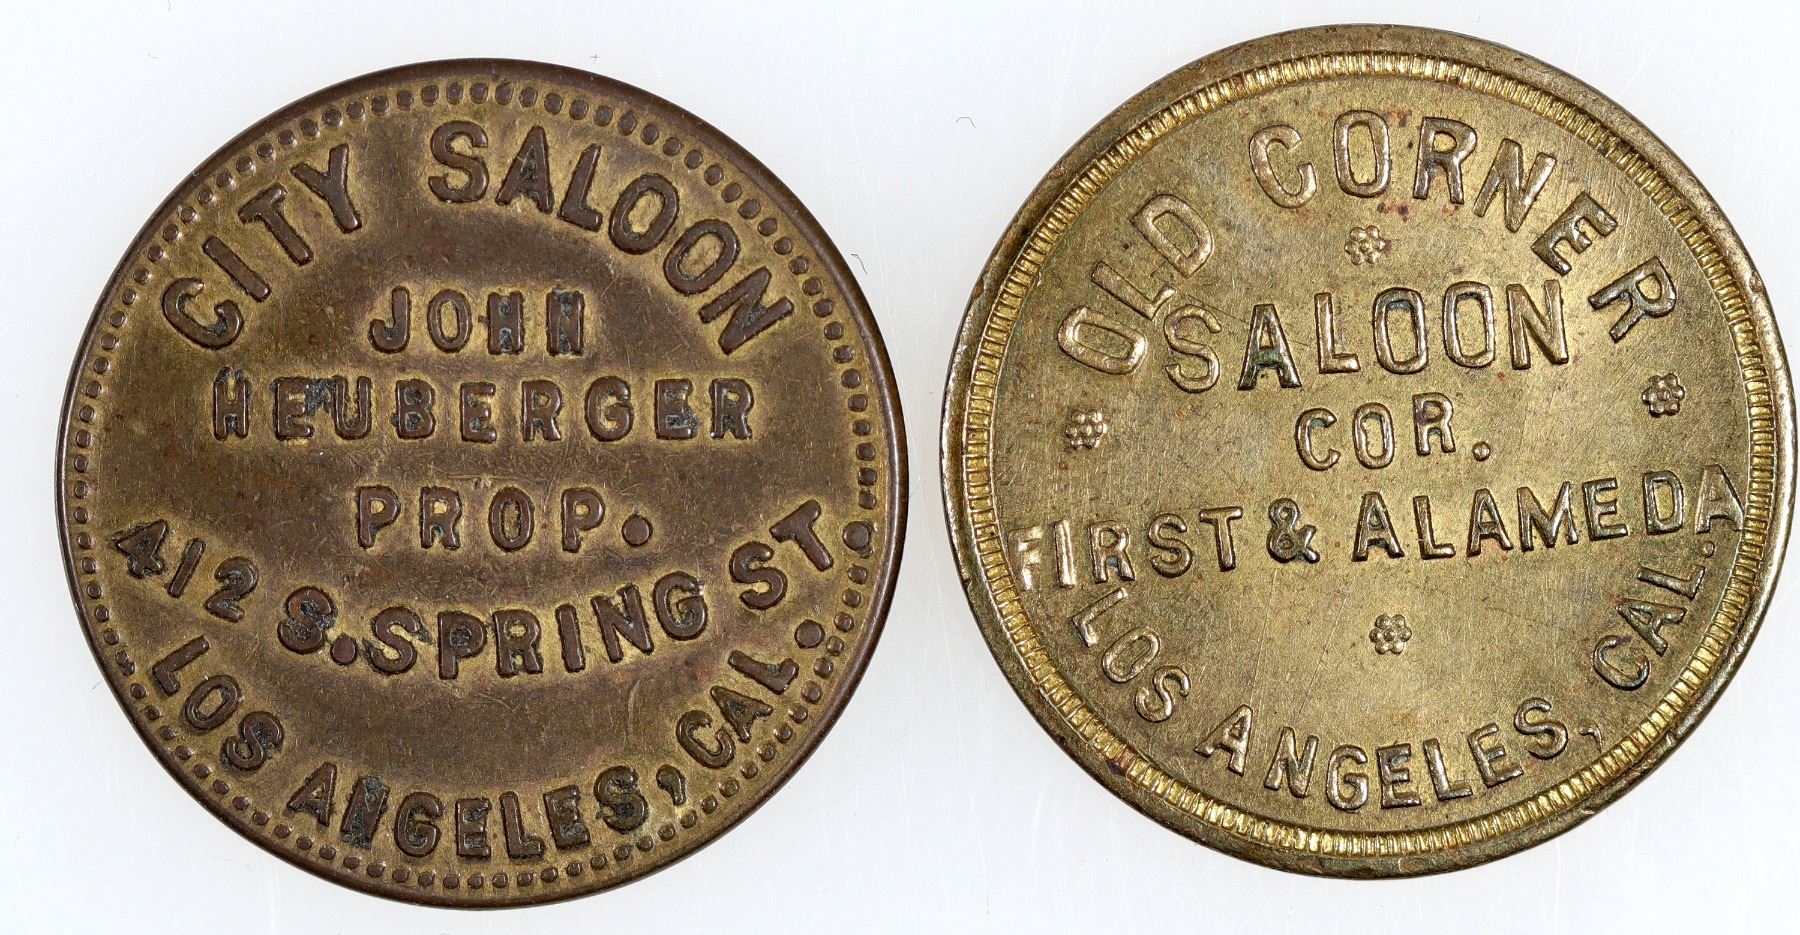 CITY SALOON
JOHN
HEUBERGER
PROP.
412 S. SPRING ST.
LOS ANGELES, CAL.
OLD CORNER
SALOON
COR.
FIRST & ALAMEDA
LOS ANGELES, CAL.